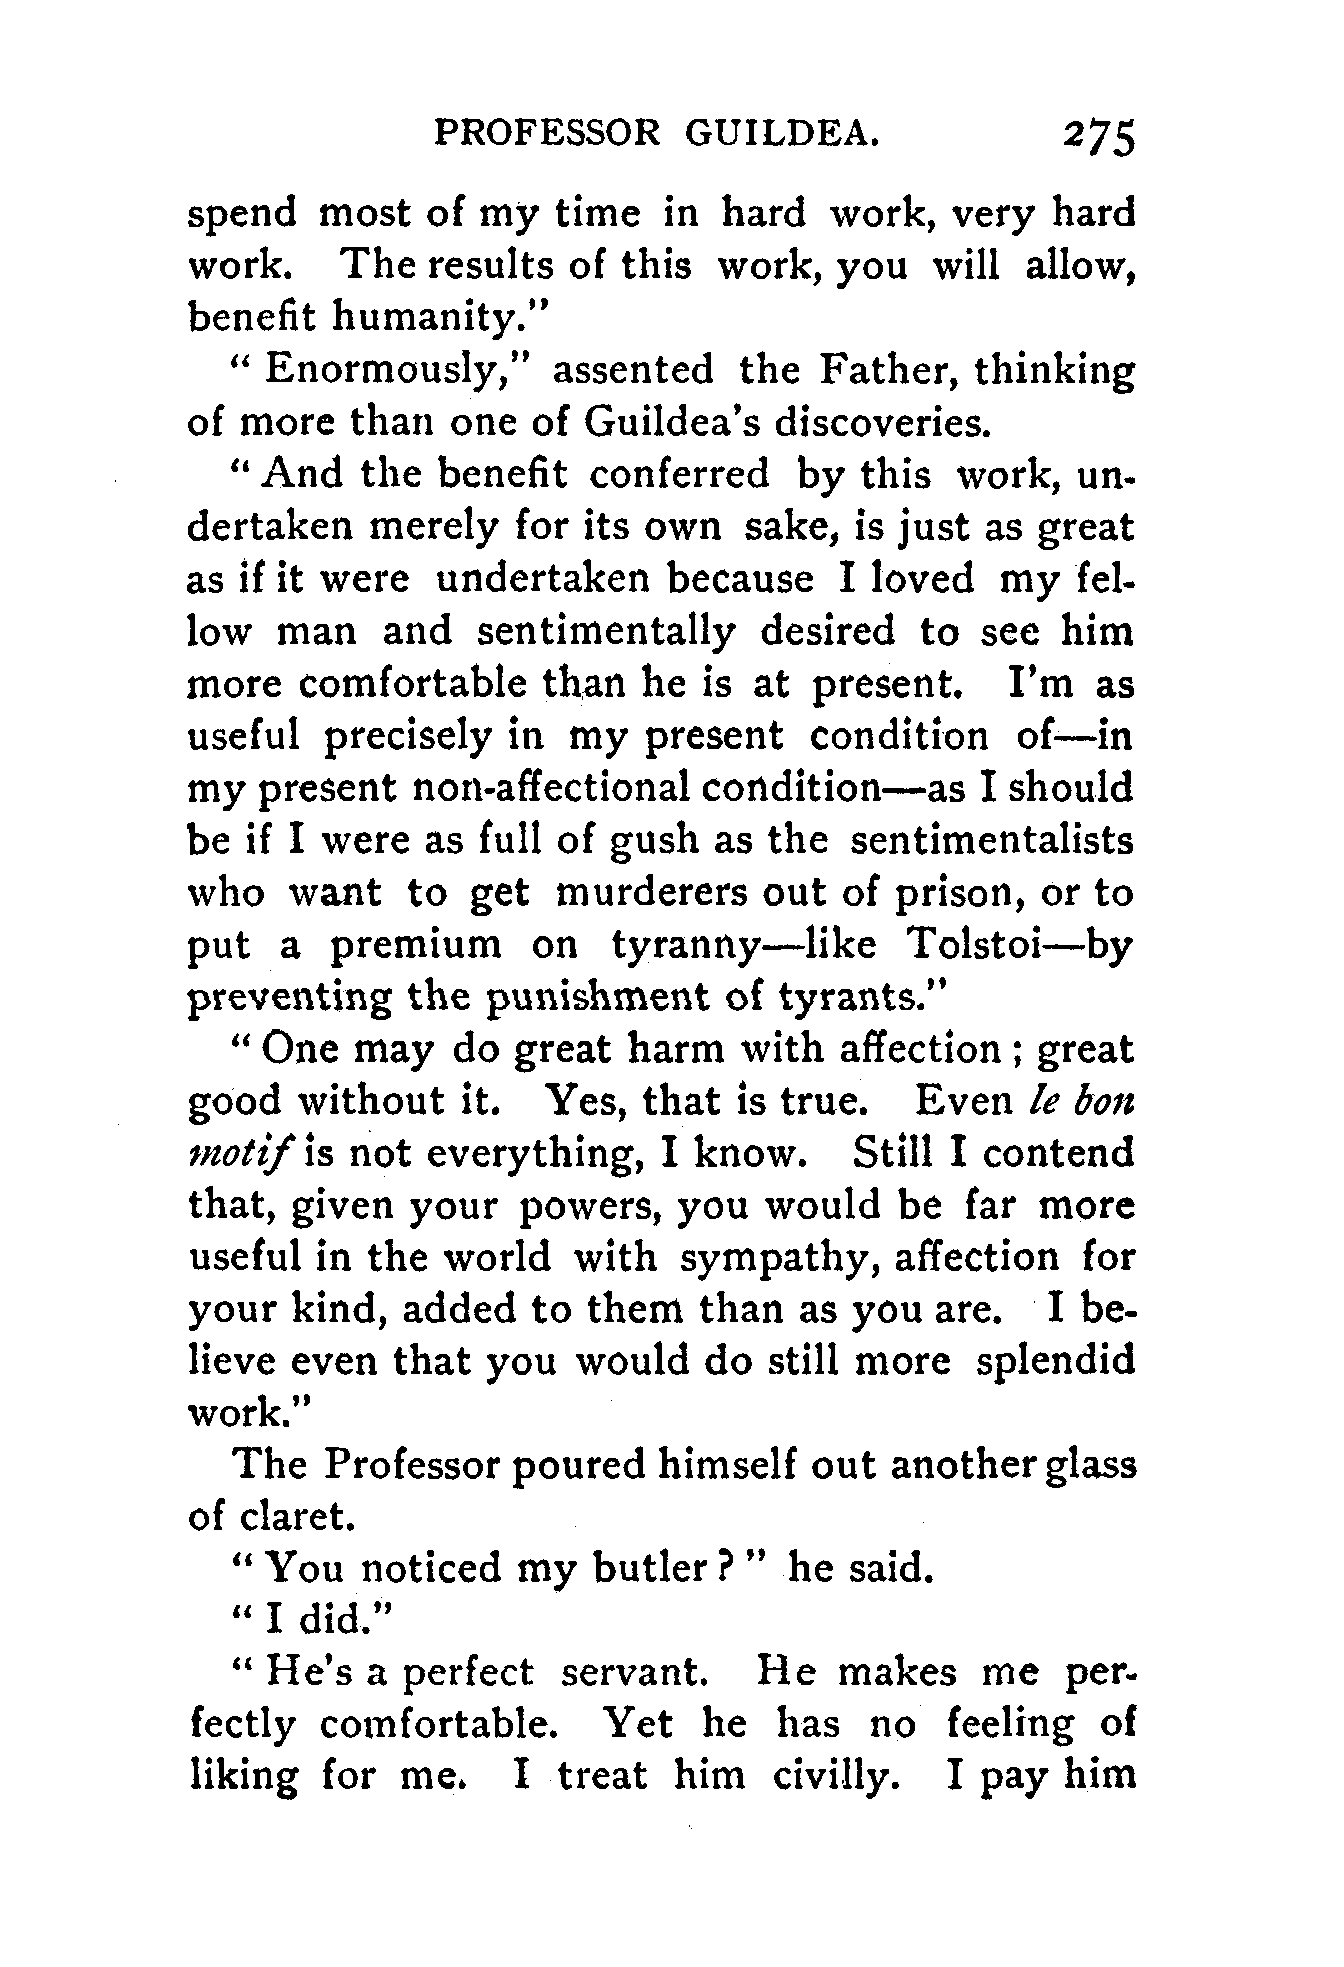 PROFESSOR GUILDEA. 275
spend most of my time in hard work, very hard
work. The results of this work, you will allow,
benefit humanity."
" Enormously," assented the Father, thinking
of more than one of Guildea's discoveries.
" And the benefit conferred by this work, un-
dertaken merely for its own sake, is just as great
as if it were undertaken because I loved my fel-
low man and sentimentally desired to see him
more comfortable than he is at present. I'm as
useful precisely in my present condition of—in
my present non-affectional condition—as I should
be if I were as full of gush as the sentimentalists
who want to get murderers out of prison, or to
put a premium on tyranny—like Tolstoi—by
preventing the punishment of tyrants."
" One may do great harm with affection ; great
good without it. Yes, that is true. Even le bon
motif is not everything, I know. Still I contend
that, given your powers, you would be far more
useful in the world with sympathy, affection for
your kind, added to them than as you are. I be-
lieve even that you would do still more splendid
work."
The Professor poured himself out another glass
of claret.
" You noticed my butler ? " he said.
" I did."
" He's a perfect servant. He makes me per-
fectly comfortable. Yet he has no feeling of
liking for me. I treat him civilly. I pay him